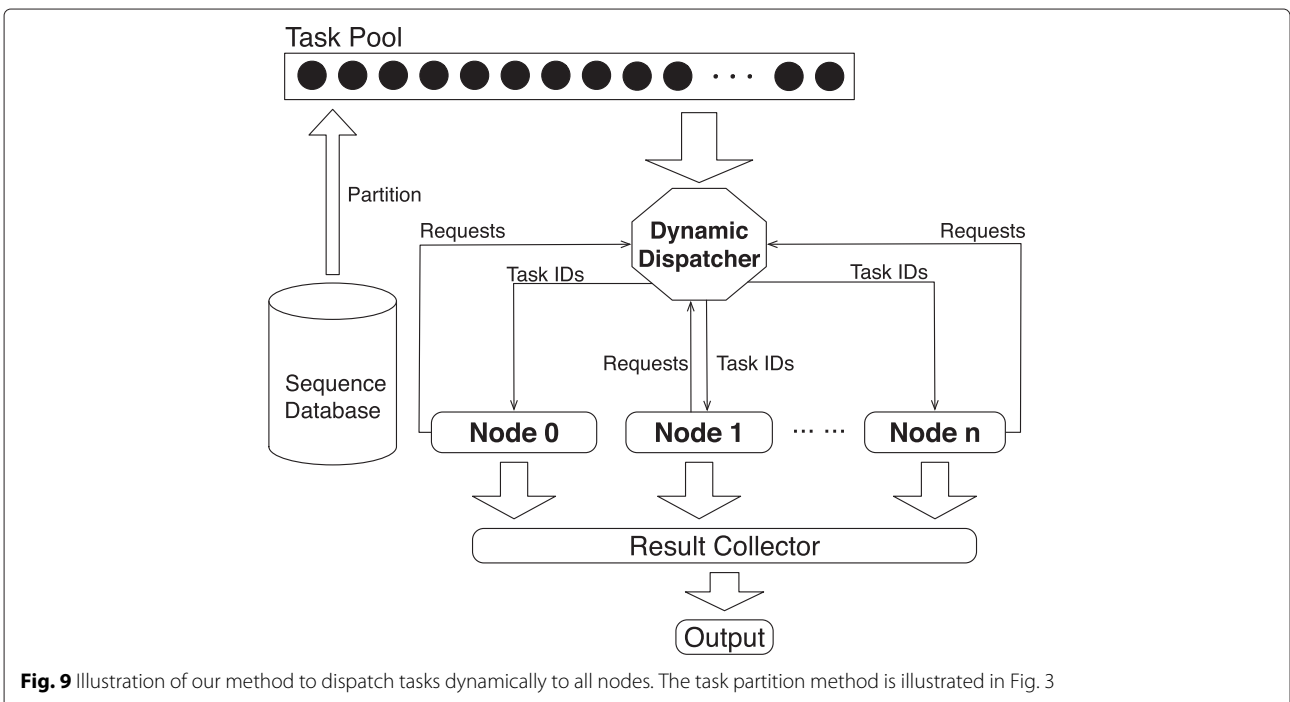 Task Pool
...
Partition
Requests
Requests
Dynamic
Dispatcher
Task IDs
Task IDs
Requests
Task IDs
Sequence
Database
Node 0
Node 1
... ...
Node n
Result Collector
Output
Fig. 9 Illustration of our method to dispatch tasks dynamically to all nodes. The task partition method is illustrated in Fig. 3